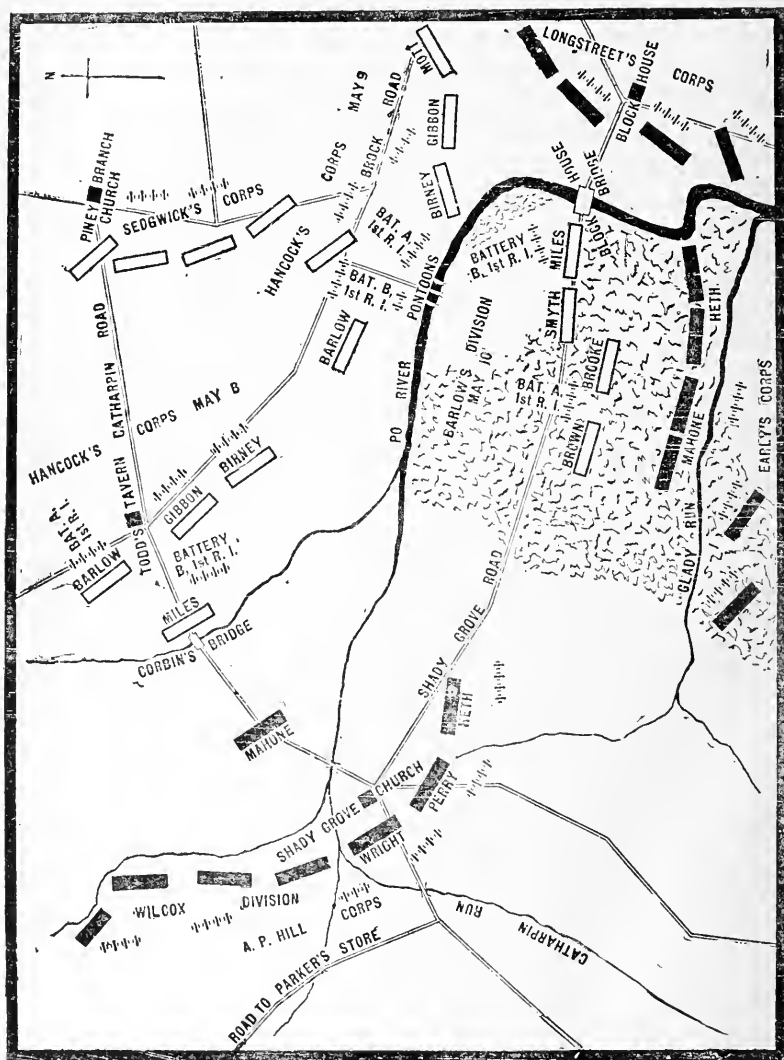 N
PINEY BRANCH
CHURCH
SEDGWICK'S CORPS
CATHARPIN ROAD
HANCOCK'S CORPS MAY 9
BROCK ROAD
MOTT
GIBBON
BIRNEY
LONGSTREET'S
CORPS
BLOCK HOUSE
BLOCK HOUSE
BRIDGE
BAT. A.
1st R. I.
BAT. B.
1st R. I.
PONTOONS
BARLOW
HANCOCK'S CORPS MAY 8
BAT. A.
1st R. I.
TODD'S TAVERN
BARLOW
GIBBON
BIRNEY
BATTERY
B, 1st R. I.
MILES
CORBIN'S BRIDGE
PO RIVER
BATTERY
B. 1st R. I.
BARLOW'S DIVISION
MAY 10
MILES
SMYTH
BAT. A.
1st R. I.
BROOKE
BROWN
SHADY GROVE ROAD
HETH
MAHONE
GLADY RUN
EARLY'S CORPS
MAHONE
HETH
SHADY GROVE CHURCH
PERRY
WRIGHT
WILCOX DIVISION
A. P. HILL CORPS
CATHARPIN RUN
ROAD TO PARKER'S STORE